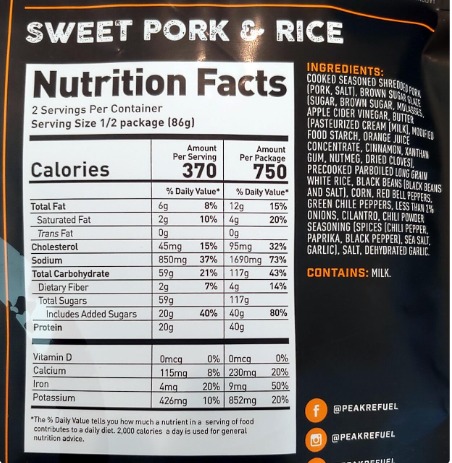 SWEET PORK & RICE
Nutrition Facts
2 Servings Per Container
Serving Size 1/2 package (86g)
Amount Per Serving Amount Per Package
Calories 370 750
% Daily Value* % Daily Value*
Total Fat 6g 8% 12g 15%
Saturated Fat 2g 10% 4g 20%
Trans Fat 0g 0g
Cholesterol 45mg 15% 95mg 32%
Sodium 850mg 37% 1690mg 73%
Total Carbohydrate 59g 21% 117g 43%
Dietary Fiber 2g 7% 4g 14%
Total Sugars 59g 117g
Includes Added Sugars 20g 40% 40g 80%
Protein 20g 40g
Vitamin D 0mcg 0% 0mcg 0%
Calcium 115mg 8% 230mg 20%
Iron 4mg 20% 9mg 50%
Potassium 426mg 10% 852mg 20%
*The % Daily Value tells you how much a nutrient in a serving of food
contributes to a daily diet. 2,000 calories a day is used for general
nutrition advice.
INGREDIENTS:
COOKED SEASONED SHREDDED PORK
(PORK, SALT), BROWN SUGAR GLAZE
(SUGAR, BROWN SUGAR, MOLASSES,
APPLE CIDER VINEGAR, BUTTER
(PASTEURIZED CREAM [MILK], MODIFIED
FOOD STARCH, ORANGE JUICE
CONCENTRATE, CINNAMON, XANTHAN
GUM, NUTMEG, DRIED CLOVES),
PRECOOKED PARBOILED LONG GRAIN
WHITE RICE, BLACK BEANS (BLACK BEANS
AND SALT), CORN, RED BELL PEPPERS,
GREEN CHILE PEPPERS, LESS THAN 2%
ONIONS, CILANTRO, CHILI POWDER
SEASONING (SPICES (CHILI PEPPER,
PAPRIKA, BLACK PEPPER), SEA SALT,
GARLIC), SALT, DEHYDRATED GARLIC.
CONTAINS: MILK.
@PEAKREFUEL
@PEAKREFUEL